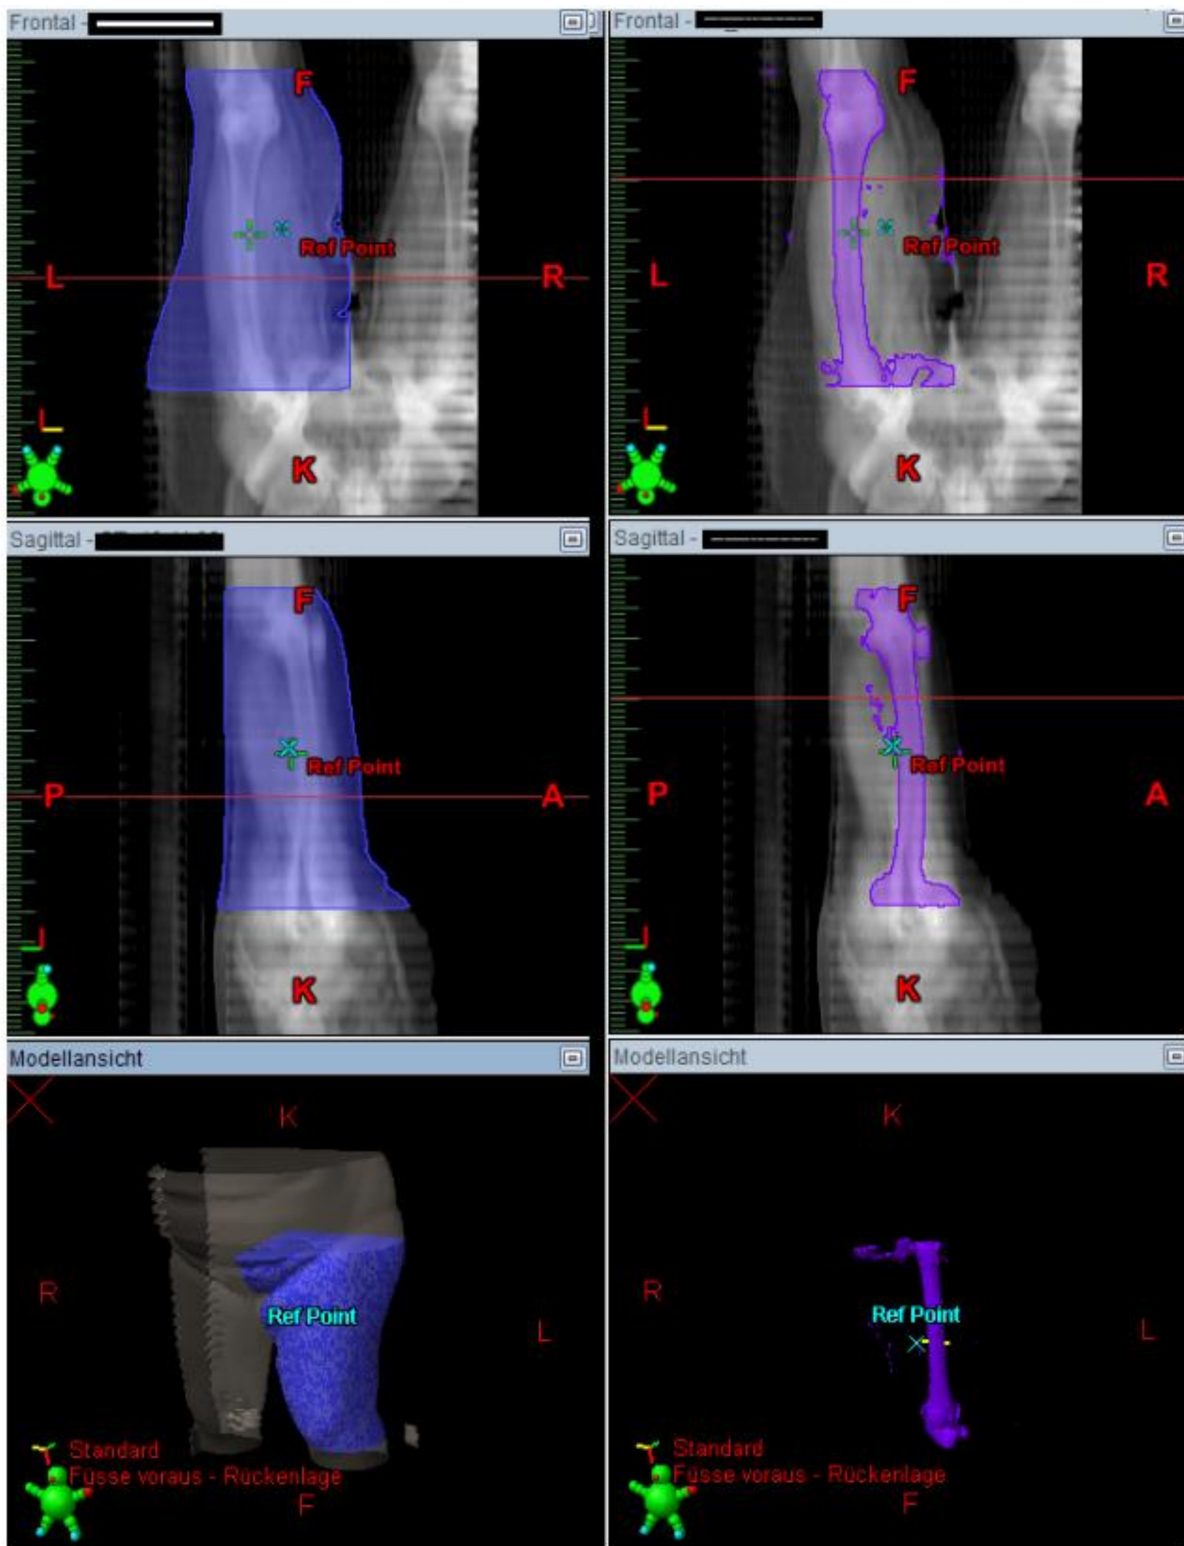 Frontal -
Frontal -
F
F
Ref Point
Ref Point
L
R
L
R
L
L
K
K
Sagittal -
Sagittal -
F
F
Ref Point
Ref Point
P
A
P
A
K
K
Modellansicht
Modellansicht
K
K
R
Ref Point
L
R
Ref Point
L
Standard
Füsse voraus - Rückenlage
F
Standard
Füsse voraus - Rückenlage
F